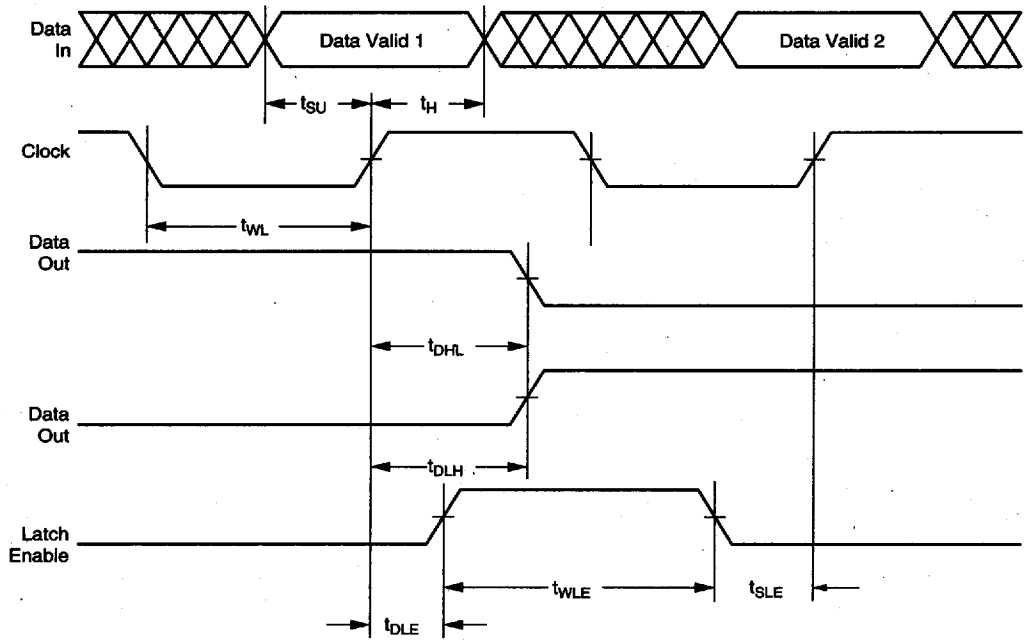 Data
In
Data Valid 1
Data Valid 2
tSU
tH
Clock
tWL
Data
Out
tDHL
Data
Out
tDLH
Latch
Enable
tWLE
tSLE
tDLE